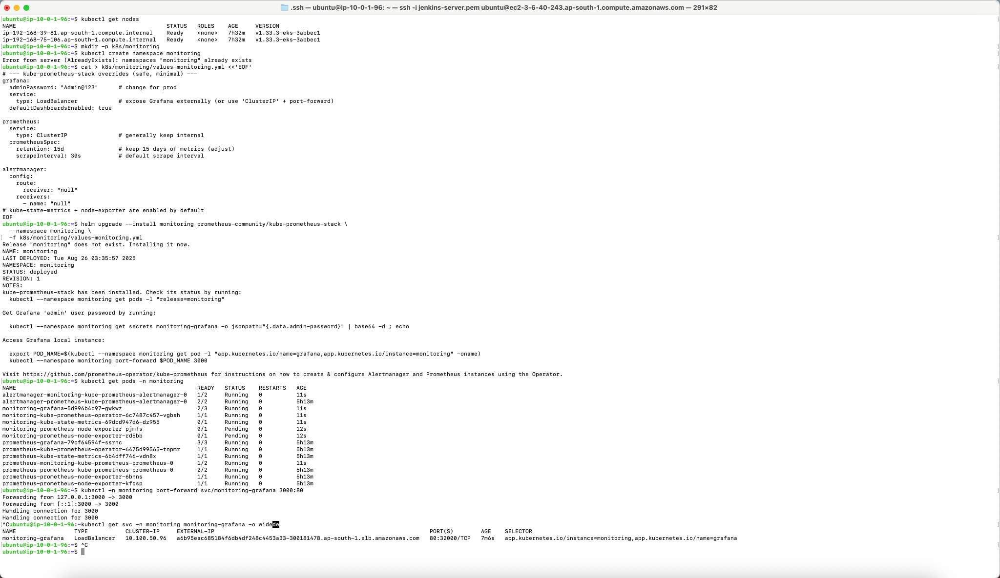 .ssh — ubuntu@ip-10-0-1-96: ~ — ssh -i jenkins-server.pem ubuntu@ec2-3-6-40-243.ap-south-1.compute.amazonaws.com — 291×82
[ubuntu@ip-10-0-1-96:~$ kubectl get nodes ]
NAME STATUS ROLES AGE VERSION
ip-192-168-39-81.ap-south-1.compute.internal Ready <none> 7h32m v1.33.3-eks-3abbec1
ip-192-168-75-106.ap-south-1.compute.internal Ready <none> 7h32m v1.33.3-eks-3abbec1
[ubuntu@ip-10-0-1-96:~$ mkdir -p k8s/monitoring ]
[ubuntu@ip-10-0-1-96:~$ kubectl create namespace monitoring ]
Error from server (AlreadyExists): namespaces "monitoring" already exists
[ubuntu@ip-10-0-1-96:~$ cat > k8s/monitoring/values-monitoring.yml <<'EOF' ]
# --- kube-prometheus-stack overrides (safe, minimal) ---
grafana:
  adminPassword: "Admin@123"      # change for prod
  service:
    type: LoadBalancer            # expose Grafana externally (or use 'ClusterIP' + port-forward)
  defaultDashboardsEnabled: true

prometheus:
  service:
    type: ClusterIP               # generally keep internal
  prometheusSpec:
    retention: 15d                # keep 15 days of metrics (adjust)
    scrapeInterval: 30s           # default scrape interval

alertmanager:
  config:
    route:
      receiver: "null"
    receivers:
      - name: "null"
# kube-state-metrics + node-exporter are enabled by default
EOF
ubuntu@ip-10-0-1-96:~$ helm upgrade --install monitoring prometheus-community/kube-prometheus-stack \
  --namespace monitoring \
[ -f k8s/monitoring/values-monitoring.yml ]
Release "monitoring" does not exist. Installing it now.
NAME: monitoring
LAST DEPLOYED: Tue Aug 26 03:35:57 2025
NAMESPACE: monitoring
STATUS: deployed
REVISION: 1
NOTES:
kube-prometheus-stack has been installed. Check its status by running:
  kubectl --namespace monitoring get pods -l "release=monitoring"

Get Grafana 'admin' user password by running:

  kubectl --namespace monitoring get secrets monitoring-grafana -o jsonpath="{.data.admin-password}" | base64 -d ; echo

Access Grafana local instance:

  export POD_NAME=$(kubectl --namespace monitoring get pod -l "app.kubernetes.io/name=grafana,app.kubernetes.io/instance=monitoring" -oname)
  kubectl --namespace monitoring port-forward $POD_NAME 3000

Visit https://github.com/prometheus-operator/kube-prometheus for instructions on how to create & configure Alertmanager and Prometheus instances using the Operator.
[ubuntu@ip-10-0-1-96:~$ kubectl get pods -n monitoring ]
NAME READY STATUS RESTARTS AGE
alertmanager-monitoring-kube-prometheus-alertmanager-0 1/2 Running 0 11s
alertmanager-prometheus-kube-prometheus-alertmanager-0 2/2 Running 0 5h13m
monitoring-grafana-5d996b4c97-gwkwz 2/3 Running 0 11s
monitoring-kube-prometheus-operator-6c7487c457-vgbsh 1/1 Running 0 11s
monitoring-kube-state-metrics-69dcd947d6-dz955 0/1 Running 0 11s
monitoring-prometheus-node-exporter-pjmfs 0/1 Pending 0 12s
monitoring-prometheus-node-exporter-rd5bb 0/1 Pending 0 12s
prometheus-grafana-79cf64594f-ssrnc 3/3 Running 0 5h13m
prometheus-kube-prometheus-operator-6475d99565-tnpmr 1/1 Running 0 5h13m
prometheus-kube-state-metrics-6b4dff746-vdn8x 1/1 Running 0 5h13m
prometheus-monitoring-kube-prometheus-prometheus-0 1/2 Running 0 11s
prometheus-prometheus-kube-prometheus-prometheus-0 2/2 Running 0 5h13m
prometheus-prometheus-node-exporter-6bnns 1/1 Running 0 5h13m
prometheus-prometheus-node-exporter-kfcsp 1/1 Running 0 5h13m
[ubuntu@ip-10-0-1-96:~$ kubectl -n monitoring port-forward svc/monitoring-grafana 3000:80 ]
Forwarding from 127.0.0.1:3000 -> 3000
Forwarding from [::1]:3000 -> 3000
Handling connection for 3000
Handling connection for 3000
[^Cubuntu@ip-10-0-1-96:~kubectl get svc -n monitoring monitoring-grafana -o widede ]
NAME TYPE CLUSTER-IP EXTERNAL-IP PORT(S) AGE SELECTOR
monitoring-grafana LoadBalancer 10.100.50.96 a6b95eac685184f6db4df248c4453a33-300181478.ap-south-1.elb.amazonaws.com 80:32000/TCP 7m6s app.kubernetes.io/instance=monitoring,app.kubernetes.io/name=grafana
[ubuntu@ip-10-0-1-96:~$ ^C ]
ubuntu@ip-10-0-1-96:~$